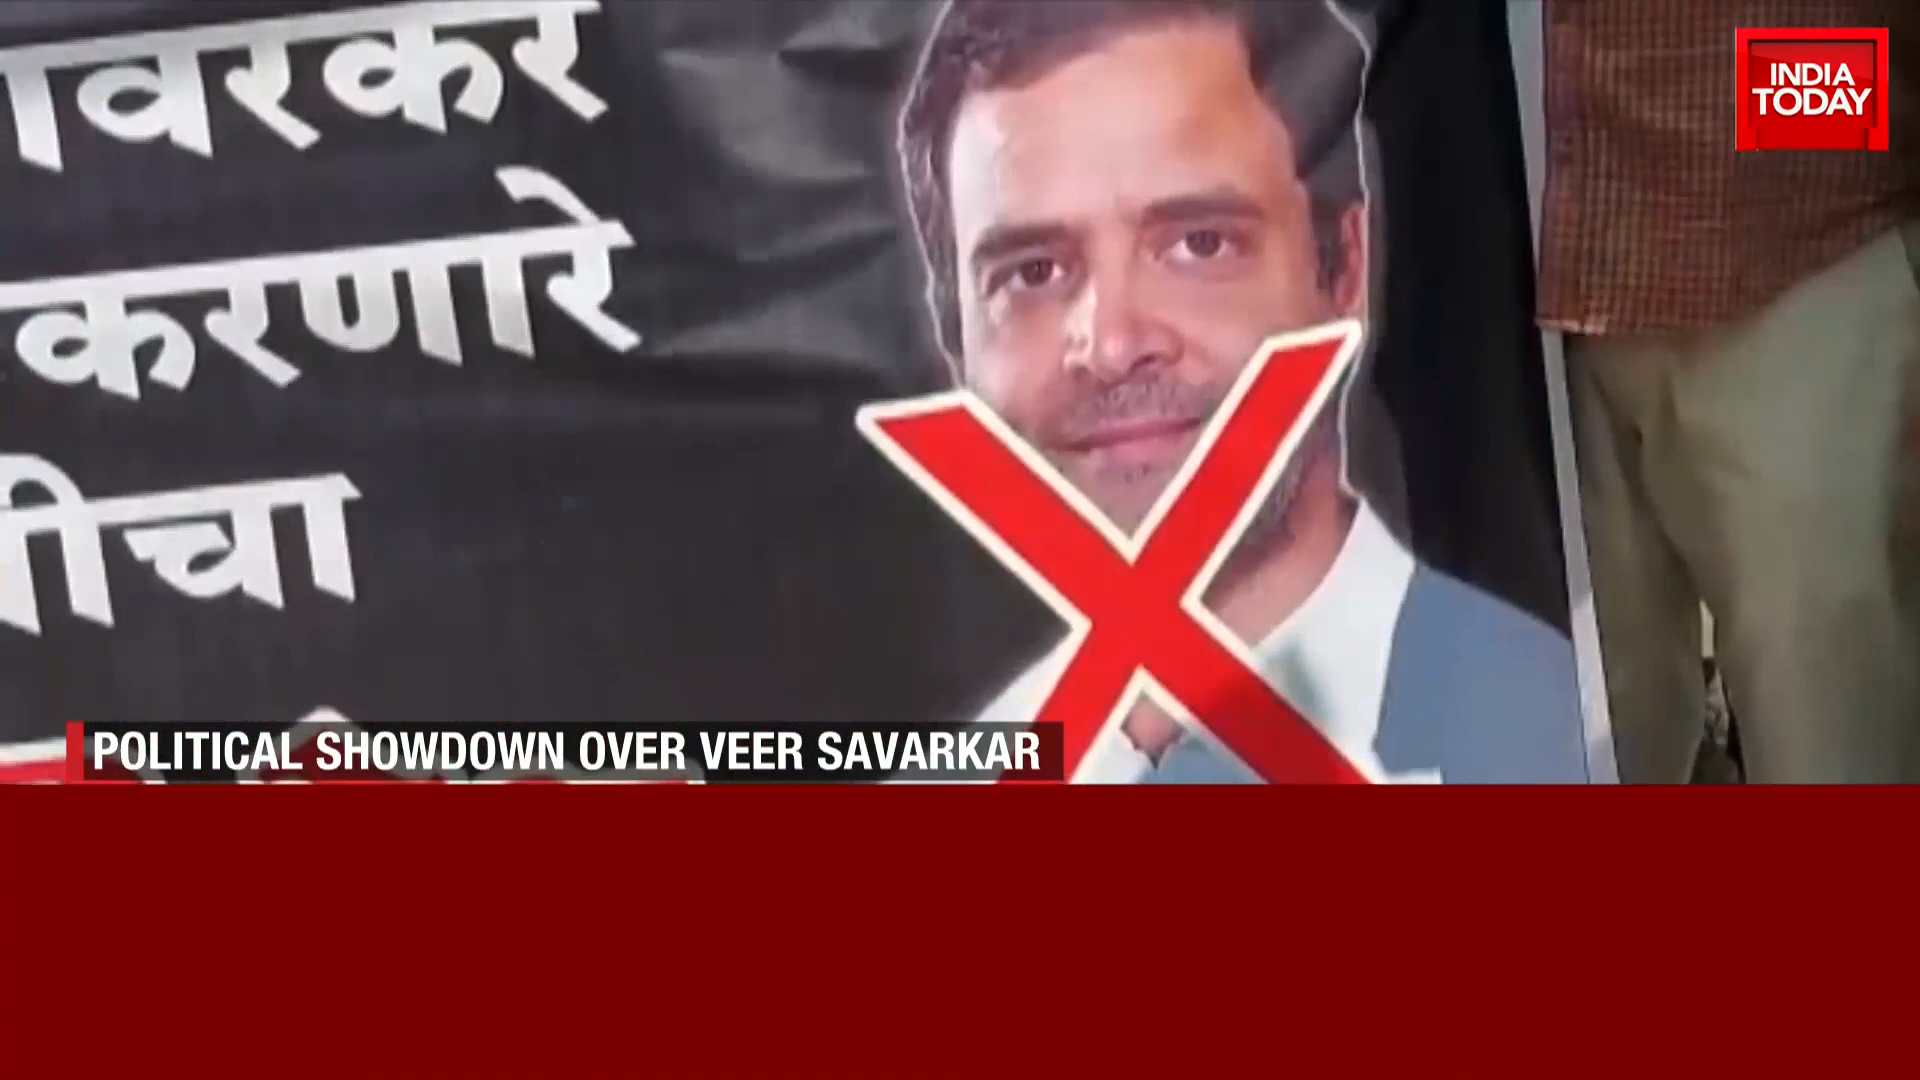 INDIA
TODAY
ावरकर
करणारे
ीचा
POLITICAL SHOWDOWN OVER VEER SAVARKAR